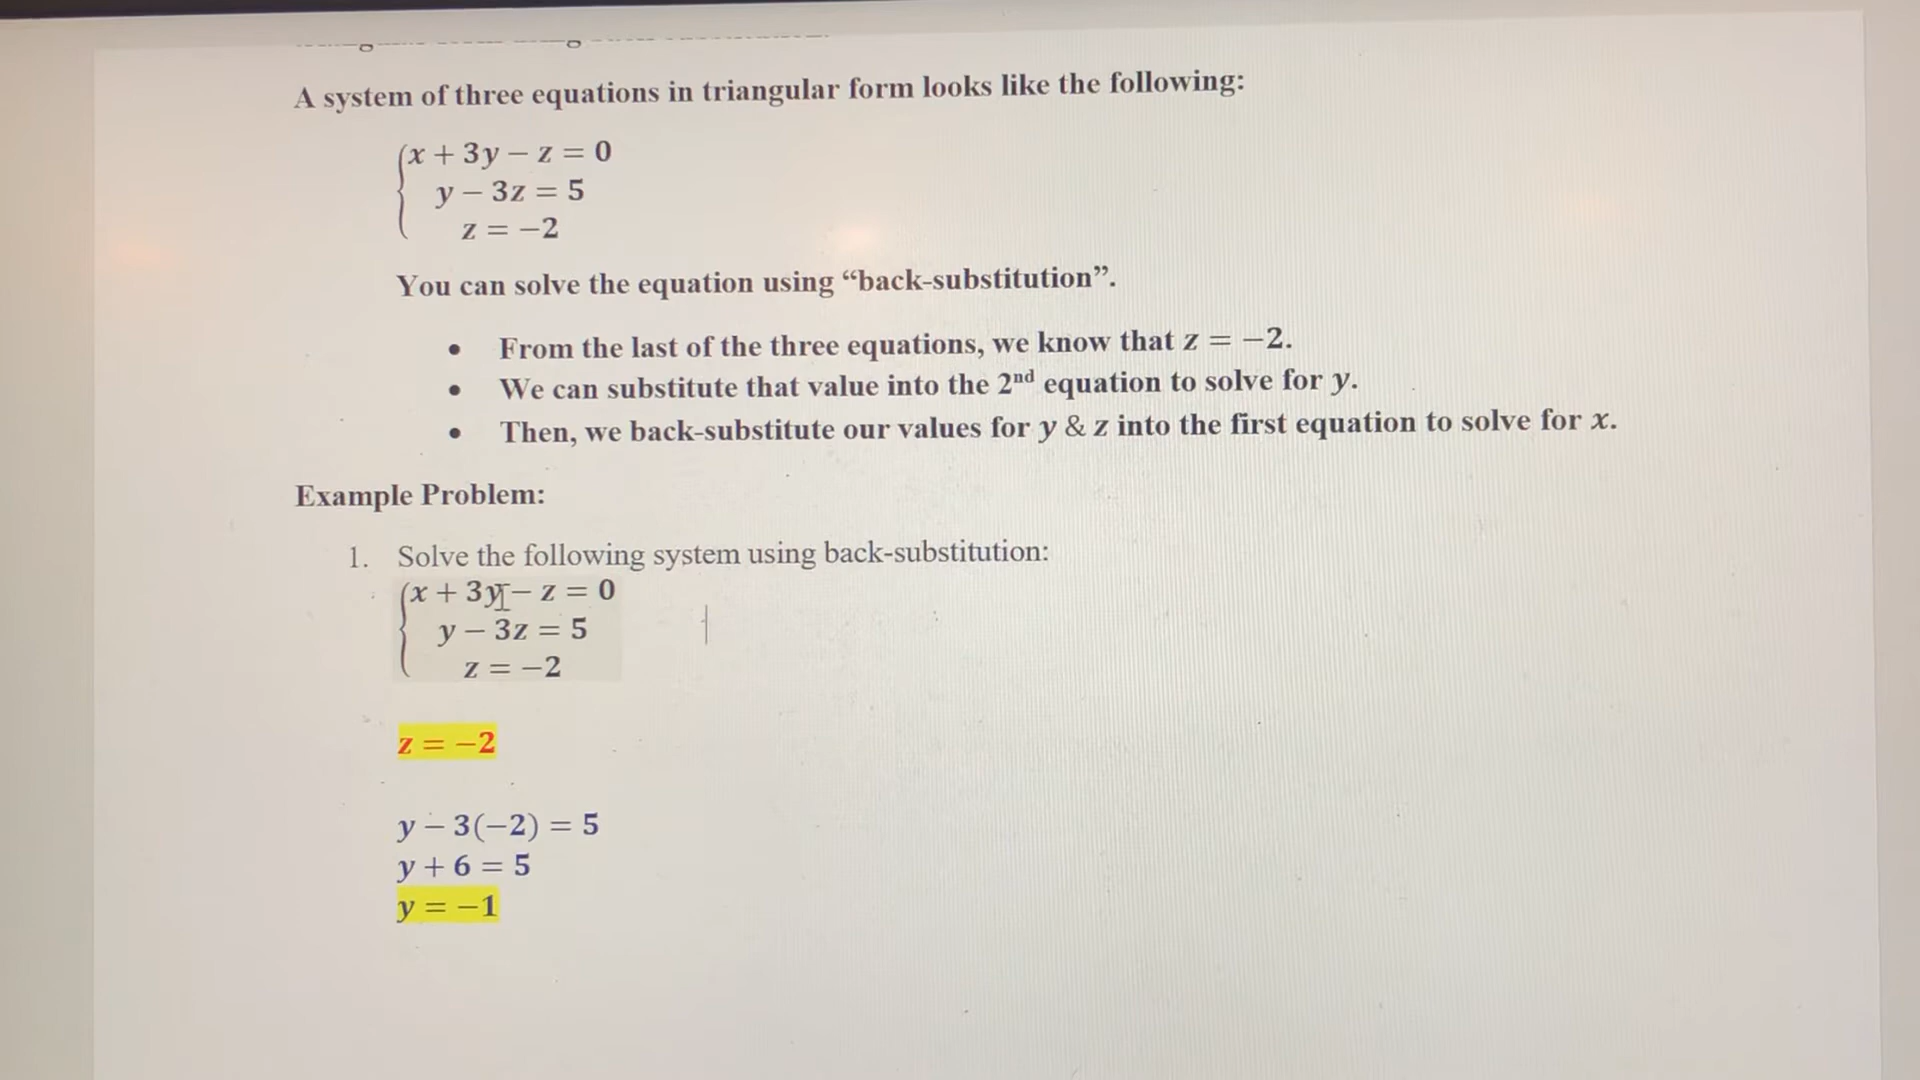 A system of three equations in triangular form looks like the following:
x + 3y − z = 0
y − 3z = 5
z = −2
You can solve the equation using “back-substitution”.
• From the last of the three equations, we know that z = −2.
• We can substitute that value into the 2nd equation to solve for y.
• Then, we back-substitute our values for y & z into the first equation to solve for x.
Example Problem:
1. Solve the following system using back-substitution:
x + 3y − z = 0
y − 3z = 5
z = −2
z = −2
y − 3(−2) = 5
y + 6 = 5
y = −1